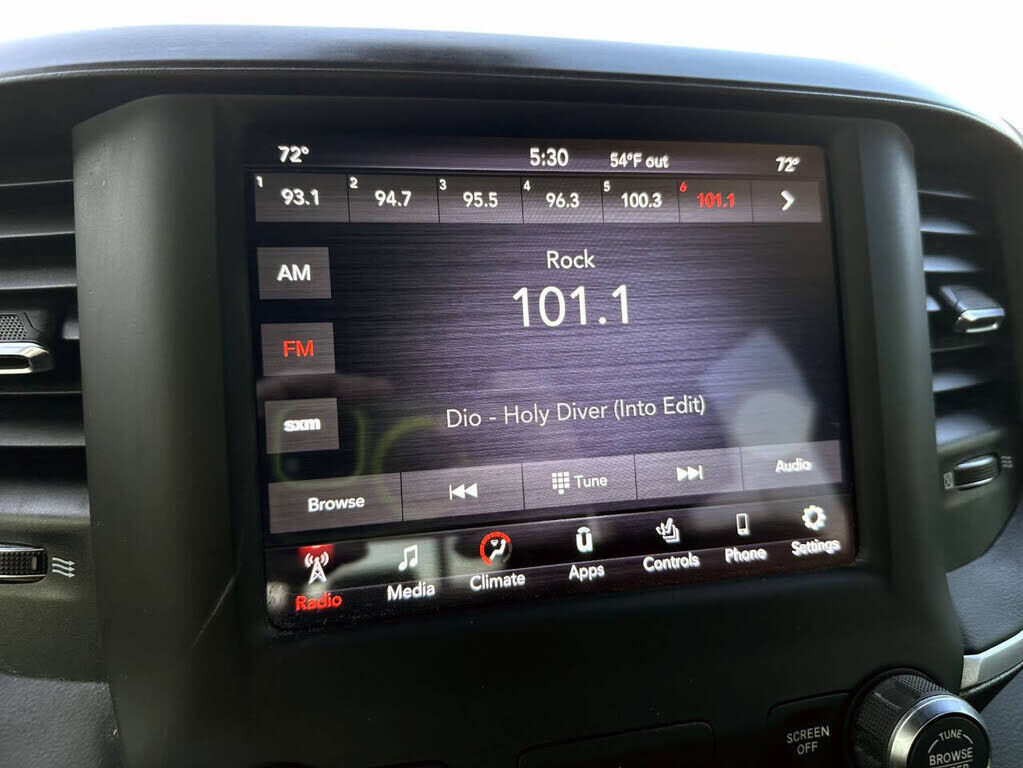 72° 5:30 54°F out 72°
1 93.1 2 94.7 3 95.5 4 96.3 5 100.3 6 101.1
Rock
AM
101.1
FM
Dio - Holy Diver (Into Edit)
sxm
Browse Tune Audio
Radio Media Climate Apps Controls Phone Settings
SCREEN
OFF
TUNE
BROWSE